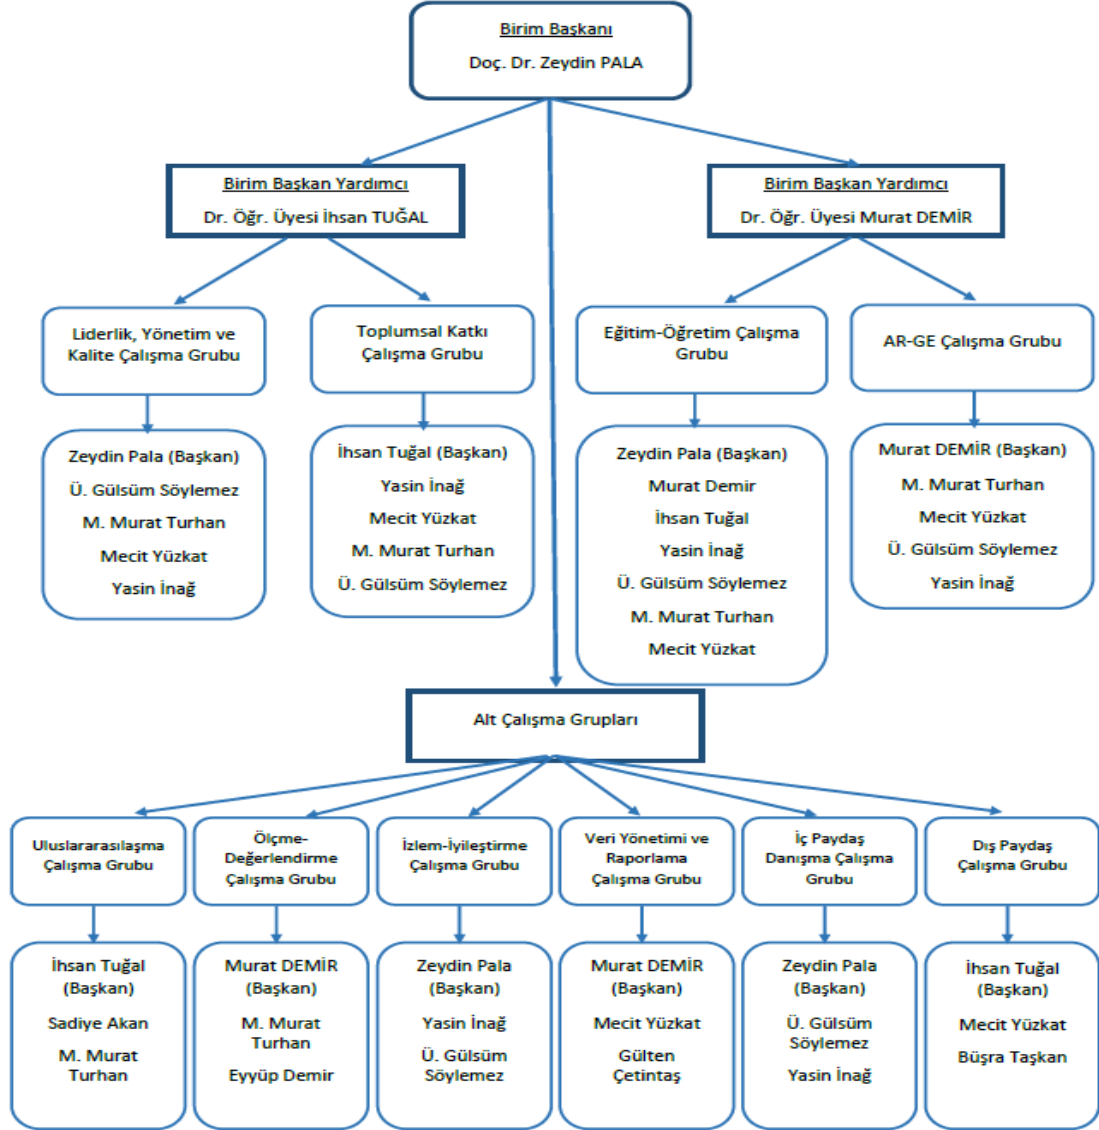 Birim Başkanı
Doç. Dr. Zeydin PALA
Birim Başkan Yardımcı
Dr. Öğr. Üyesi İhsan TUĞAL
Birim Başkan Yardımcı
Dr. Öğr. Üyesi Murat DEMİR
Liderlik, Yönetim ve
Kalite Çalışma Grubu
Toplumsal Katkı
Çalışma Grubu
Eğitim-Öğretim Çalışma
Grubu
AR-GE Çalışma Grubu
Zeydin Pala (Başkan)
Ü. Gülsüm Söylemez
M. Murat Turhan
Mecit Yüzkat
Yasin İnağ
İhsan Tuğal (Başkan)
Yasin İnağ
Mecit Yüzkat
M. Murat Turhan
Ü. Gülsüm Söylemez
Zeydin Pala (Başkan)
Murat Demir
İhsan Tuğal
Yasin İnağ
Ü. Gülsüm Söylemez
M. Murat Turhan
Mecit Yüzkat
Murat DEMİR (Başkan)
M. Murat Turhan
Mecit Yüzkat
Ü. Gülsüm Söylemez
Yasin İnağ
Alt Çalışma Grupları
Uluslararasılaşma
Çalışma Grubu
Ölçme-
Değerlendirme
Çalışma Grubu
İzlem-İyileştirme
Çalışma Grubu
Veri Yönetimi ve
Raporlama
Çalışma Grubu
İç Paydaş
Danışma Çalışma
Grubu
Dış Paydaş
Çalışma Grubu
İhsan Tuğal
(Başkan)
Sadiye Akan
M. Murat
Turhan
Murat DEMİR
(Başkan)
M. Murat
Turhan
Eyyüp Demir
Zeydin Pala
(Başkan)
Yasin İnağ
Ü. Gülsüm
Söylemez
Murat DEMİR
(Başkan)
Mecit Yüzkat
Gülten
Çetintaş
Zeydin Pala
(Başkan)
Ü. Gülsüm
Söylemez
Yasin İnağ
İhsan Tuğal
(Başkan)
Mecit Yüzkat
Büşra Taşkan